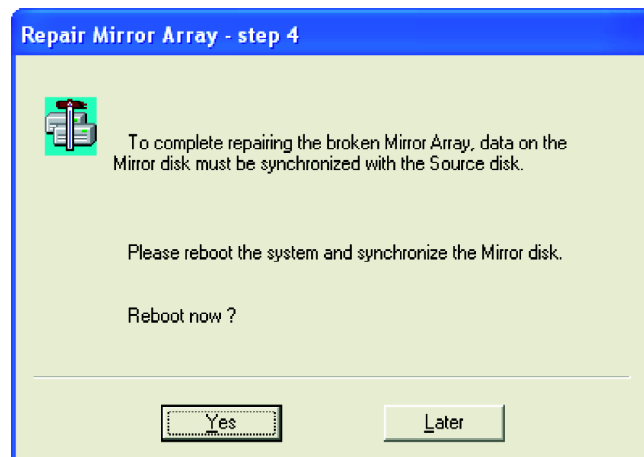 Repair Mirror Array - step 4
To complete repairing the broken Mirror Array, data on the
Mirror disk must be synchronized with the Source disk.
Please reboot the system and synchronize the Mirror disk.
Reboot now ?
Yes
Later